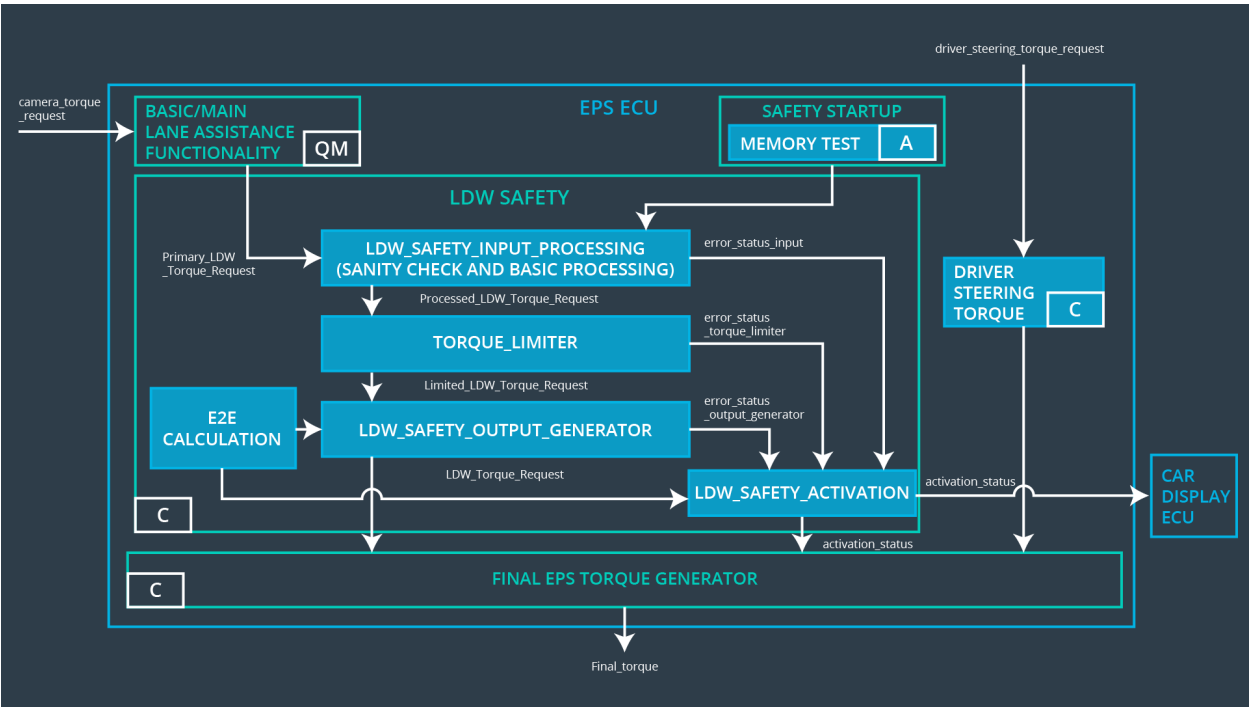 driver_steering_torque_request
camera_torque
_request
BASIC/MAIN
LANE ASSISTANCE
FUNCTIONALITY
QM
EPS ECU
SAFETY STARTUP
MEMORY TEST
A
LDW SAFETY
Primary_LDW
_Torque_Request
LDW_SAFETY_INPUT_PROCESSING
(SANITY CHECK AND BASIC PROCESSING)
error_status_input
DRIVER
STEERING
TORQUE
C
Processed_LDW_Torque_Request
TORQUE_LIMITER
error_status
_torque_limiter
Limited_LDW_Torque_Request
E2E
CALCULATION
LDW_SAFETY_OUTPUT_GENERATOR
error_status
_output_generator
LDW_Torque_Request
LDW_SAFETY_ACTIVATION
activation_status
CAR
DISPLAY
ECU
C
activation_status
C
FINAL EPS TORQUE GENERATOR
Final_torque